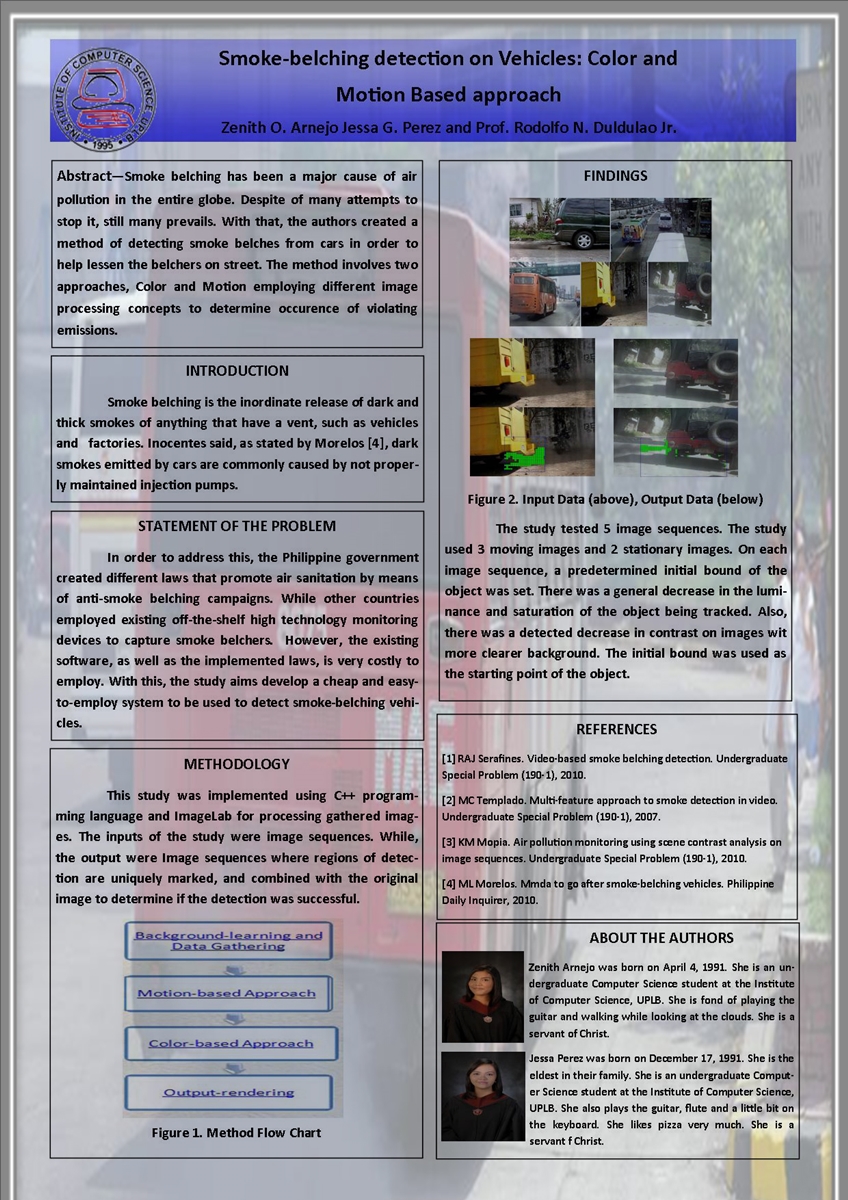 Smoke-belching detection on Vehicles: Color and
Motion Based approach
Zenith O. Arnejo Jessa G. Perez and Prof. Rodolfo N. Duldulao Jr.
INSTITUTE OF COMPUTER SCIENCE UPLB
• 1995 •
Abstract—Smoke belching has been a major cause of air
pollution in the entire globe. Despite of many attempts to
stop it, still many prevails. With that, the authors created a
method of detecting smoke belches from cars in order to
help lessen the belchers on street. The method involves two
approaches, Color and Motion employing different image
processing concepts to determine occurence of violating
emissions.
INTRODUCTION
Smoke belching is the inordinate release of dark and
thick smokes of anything that have a vent, such as vehicles
and factories. Inocentes said, as stated by Morelos [4], dark
smokes emitted by cars are commonly caused by not proper-
ly maintained injection pumps.
STATEMENT OF THE PROBLEM
In order to address this, the Philippine government
created different laws that promote air sanitation by means
of anti-smoke belching campaigns. While other countries
employed existing off-the-shelf high technology monitoring
devices to capture smoke belchers. However, the existing
software, as well as the implemented laws, is very costly to
employ. With this, the study aims develop a cheap and easy-
to-employ system to be used to detect smoke-belching vehi-
cles.
METHODOLOGY
This study was implemented using C++ program-
ming language and ImageLab for processing gathered imag-
es. The inputs of the study were image sequences. While,
the output were Image sequences where regions of detec-
tion are uniquely marked, and combined with the original
image to determine if the detection was successful.
Background-learning and
Data Gathering
Motion-based Approach
Color-based Approach
Output-rendering
Figure 1. Method Flow Chart
FINDINGS
Figure 2. Input Data (above), Output Data (below)
The study tested 5 image sequences. The study
used 3 moving images and 2 stationary images. On each
image sequence, a predetermined initial bound of the
object was set. There was a general decrease in the lumi-
nance and saturation of the object being tracked. Also,
there was a detected decrease in contrast on images wit
more clearer background. The initial bound was used as
the starting point of the object.
REFERENCES
[1] RAJ Serafines. Video-based smoke belching detection. Undergraduate
Special Problem (190-1), 2010.
[2] MC Templado. Multi-feature approach to smoke detection in video.
Undergraduate Special Problem (190-1), 2007.
[3] KM Mopia. Air pollution monitoring using scene contrast analysis on
image sequences. Undergraduate Special Problem (190-1), 2010.
[4] ML Morelos. Mmda to go after smoke-belching vehicles. Philippine
Daily Inquirer, 2010.
ABOUT THE AUTHORS
Zenith Arnejo was born on April 4, 1991. She is an un-
dergraduate Computer Science student at the Institute
of Computer Science, UPLB. She is fond of playing the
guitar and walking while looking at the clouds. She is a
servant of Christ.
Jessa Perez was born on December 17, 1991. She is the
eldest in their family. She is an undergraduate Comput-
er Science student at the Institute of Computer Science,
UPLB. She also plays the guitar, flute and a little bit on
the keyboard. She likes pizza very much. She is a
servant f Christ.